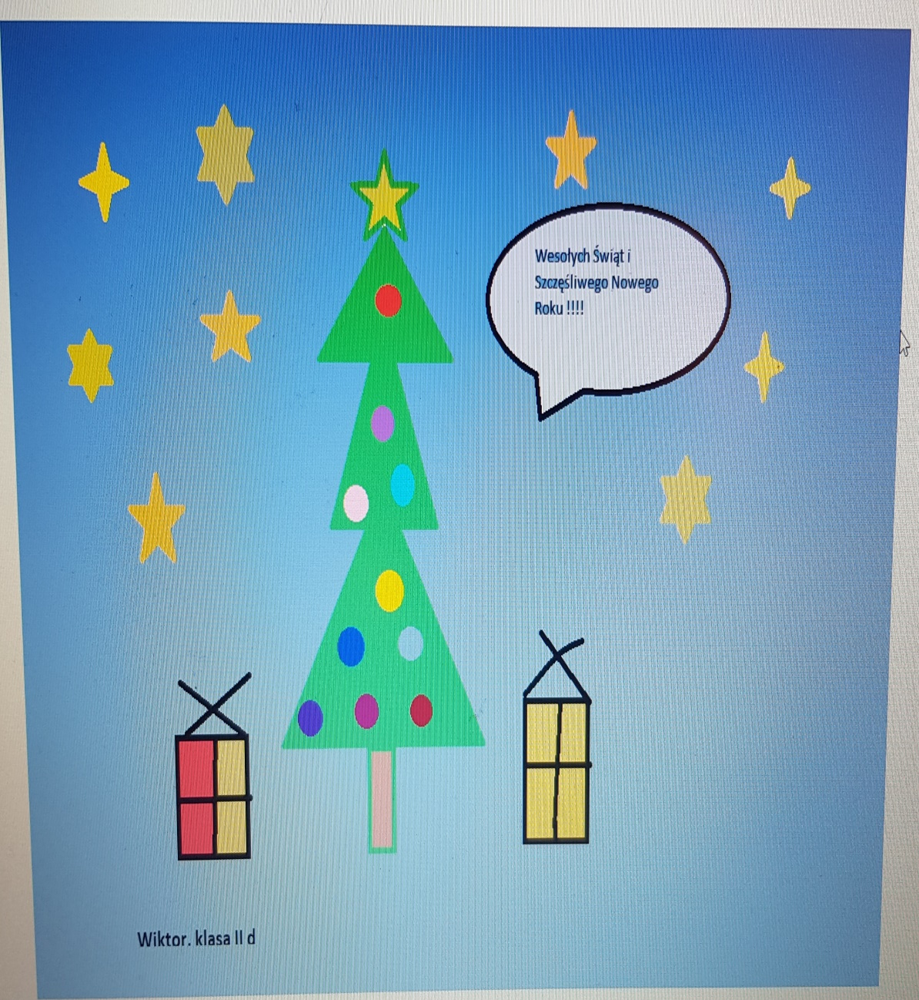 Wesołych Świąt i
Szczęśliwego Nowego
Roku !!!!
Wiktor. klasa II d